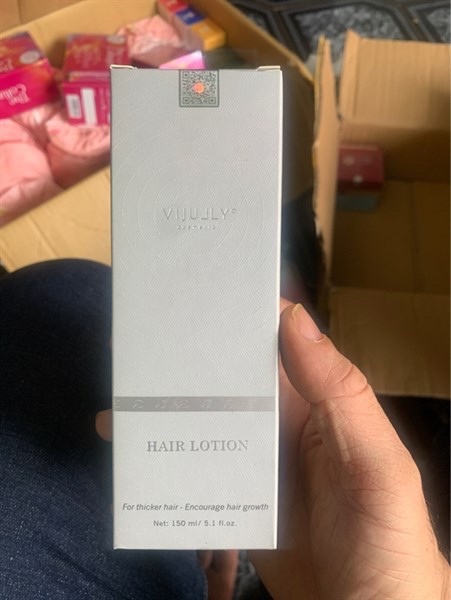 VIJULLY
HAIR LOTION
For thicker hair - Encourage hair growth
Net: 150 ml/ 5.1 fl.oz.